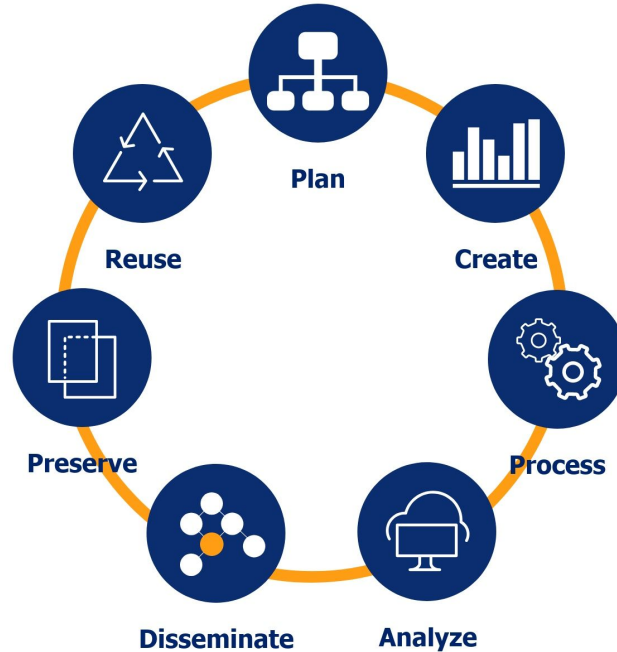 Plan
Create
Process
Analyze
Disseminate
Preserve
Reuse